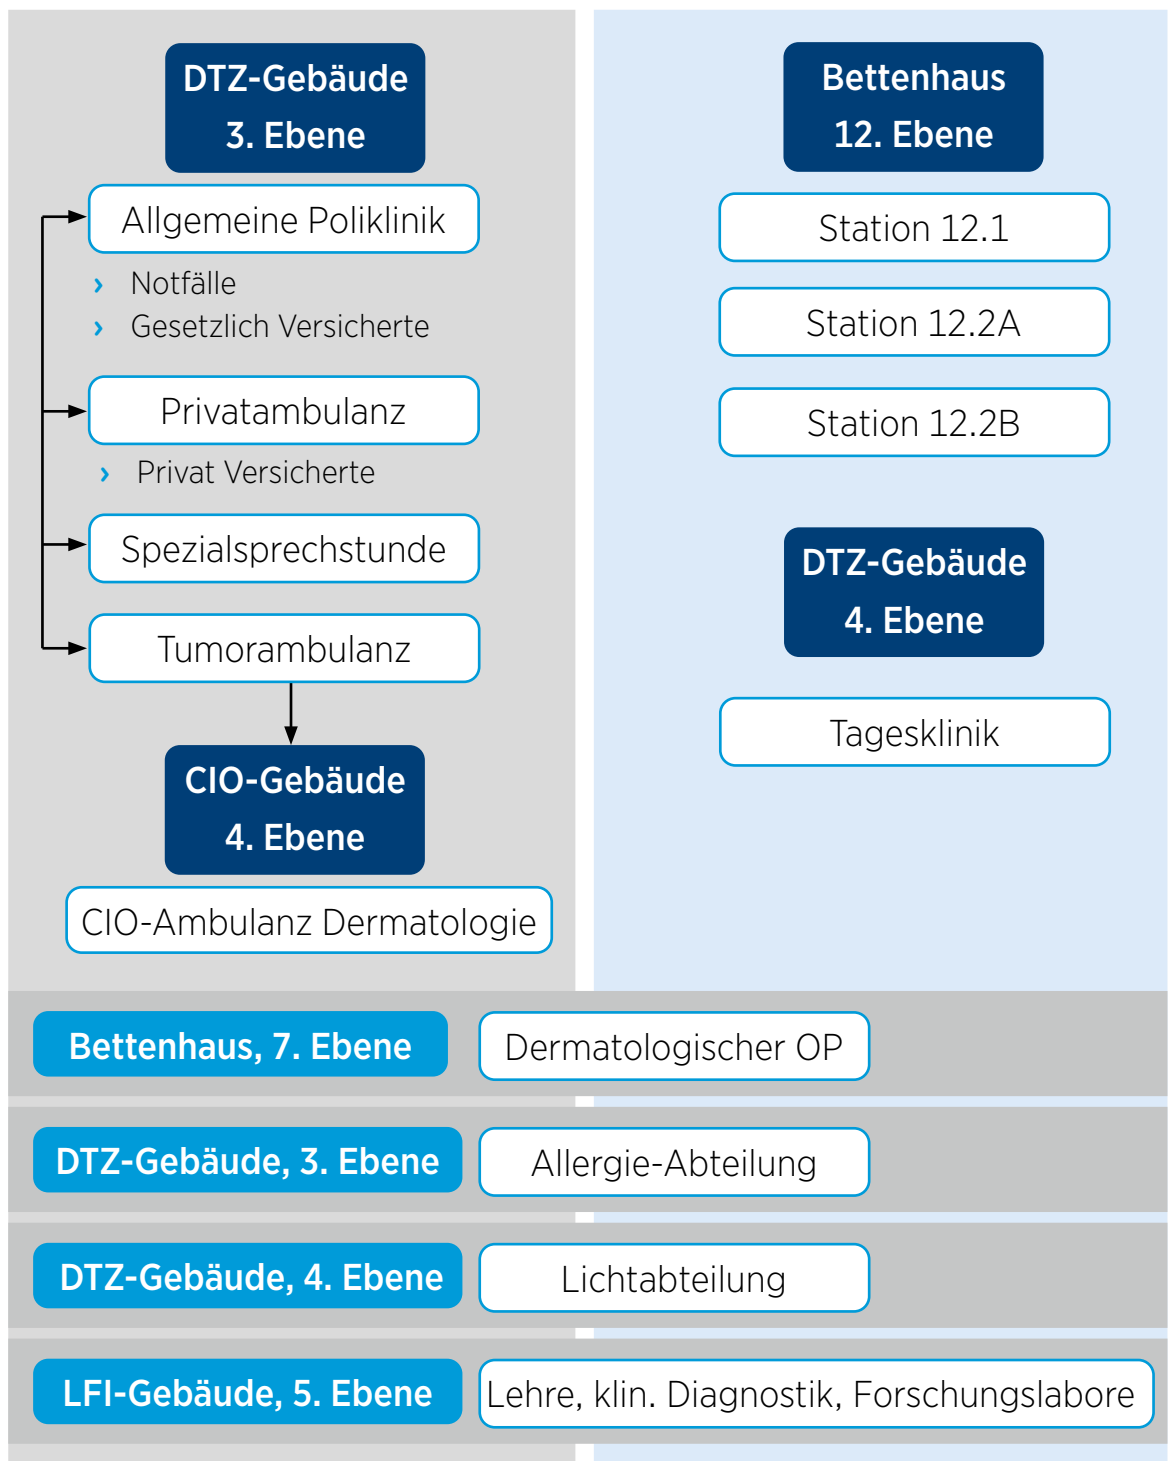 DTZ-Gebäude
3. Ebene
Allgemeine Poliklinik
› Notfälle
› Gesetzlich Versicherte
Privatambulanz
› Privat Versicherte
Spezialsprechstunde
Tumorambulanz
CIO-Gebäude
4. Ebene
CIO-Ambulanz Dermatologie
Bettenhaus
12. Ebene
Station 12.1
Station 12.2A
Station 12.2B
DTZ-Gebäude
4. Ebene
Tagesklinik
Bettenhaus, 7. Ebene
Dermatologischer OP
DTZ-Gebäude, 3. Ebene
Allergie-Abteilung
DTZ-Gebäude, 4. Ebene
Lichtabteilung
LFI-Gebäude, 5. Ebene
Lehre, klin. Diagnostik, Forschungslabore